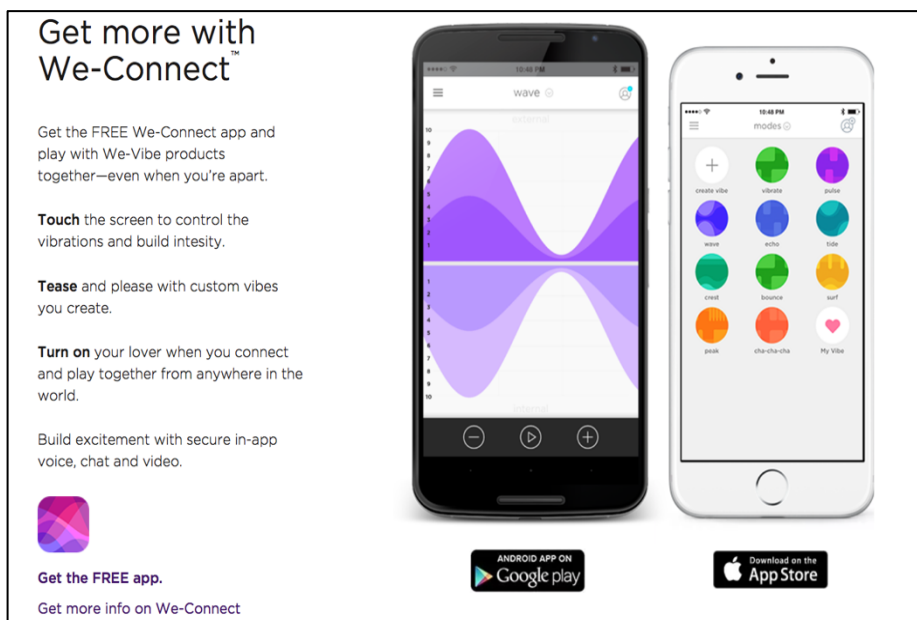 Get more with
We-Connect™
Get the FREE We-Connect app and
play with We-Vibe products
together—even when you're apart.
Touch the screen to control the
vibrations and build intesity.
Tease and please with custom vibes
you create.
Turn on your lover when you connect
and play together from anywhere in the
world.
Build excitement with secure in-app
voice, chat and video.
Get the FREE app.
Get more info on We-Connect
10:48 PM
wave
external
10
9
8
7
6
5
4
3
2
1
1
2
3
4
5
6
7
8
9
10
internal
ANDROID APP ON
Google play
10:48 PM
modes
create vibe vibrate pulse
wave echo tide
crest bounce surf
peak cha-cha-cha My Vibe
Download on the
App Store